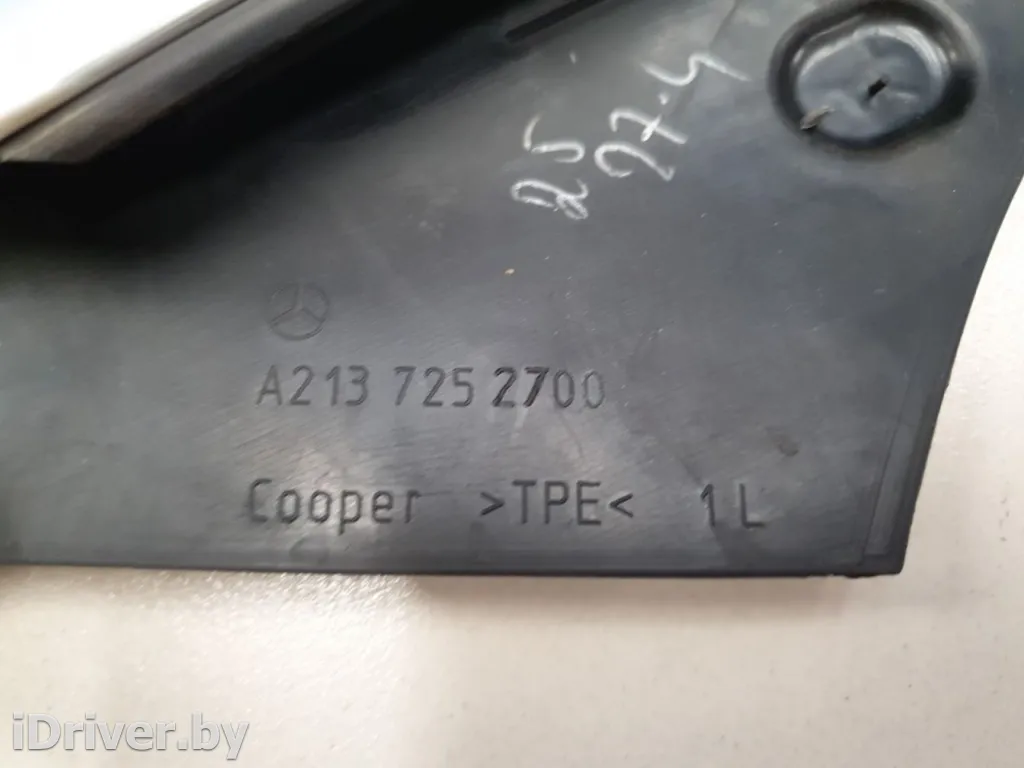 25
27.4
A213 725 2700
Cooper >TPE< 1L
iDriver.by